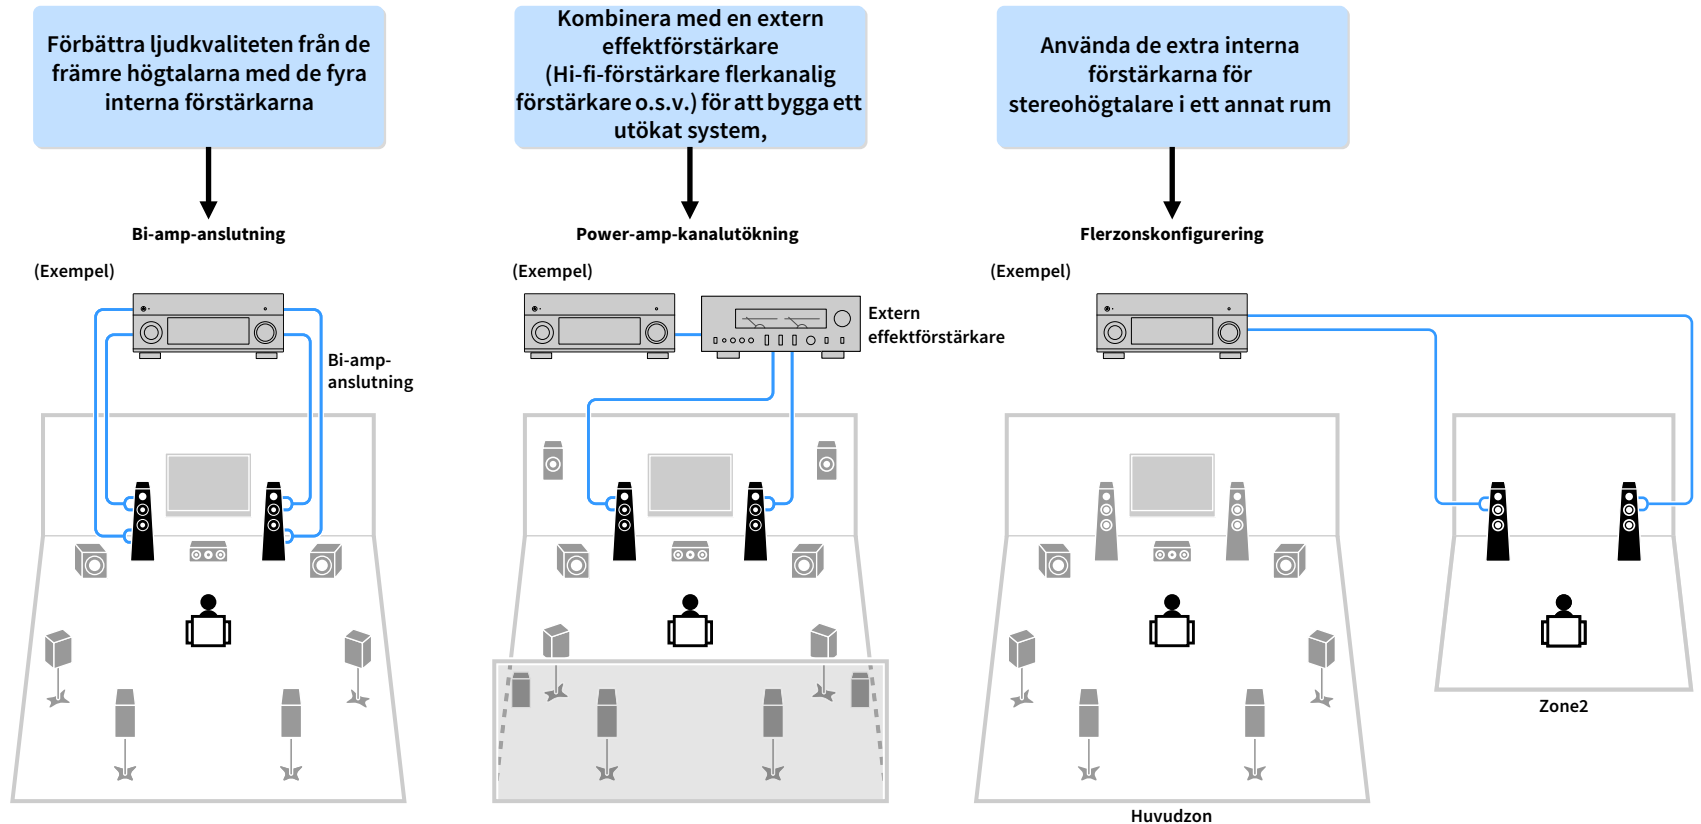 Förbättra ljudkvaliteten från de
främre högtalarna med de fyra
interna förstärkarna
Bi-amp-anslutning
(Exempel)
Bi-amp-
anslutning
Kombinera med en extern
effektförstärkare
(Hi-fi-förstärkare flerkanalig
förstärkare o.s.v.) för att bygga ett
utökat system,
Power-amp-kanalutökning
(Exempel)
Extern
effektförstärkare
Använda de extra interna
förstärkarna för
stereohögtalare i ett annat rum
Flerzonskonfigurering
(Exempel)
Zone2
Huvudzon